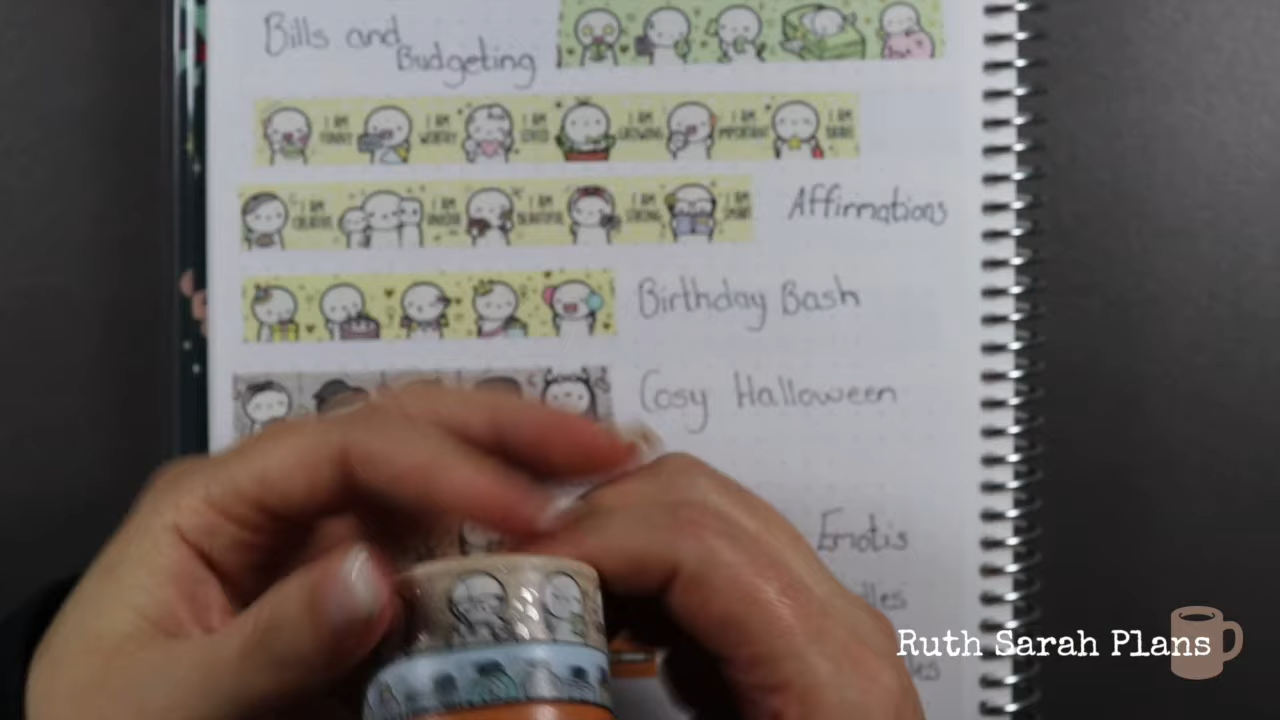 Bills and
Budgeting
I AM FUNNY I AM WORTHY I AM LOVED I AM GROWING I AM IMPORTANT I AM BRAVE
I AM CREATIVE I AM I AM BEAUTIFUL I AM STRONG I AM SMART
Affirmations
Birthday Bash
Cosy Halloween
Emotis
Ruth Sarah Plans